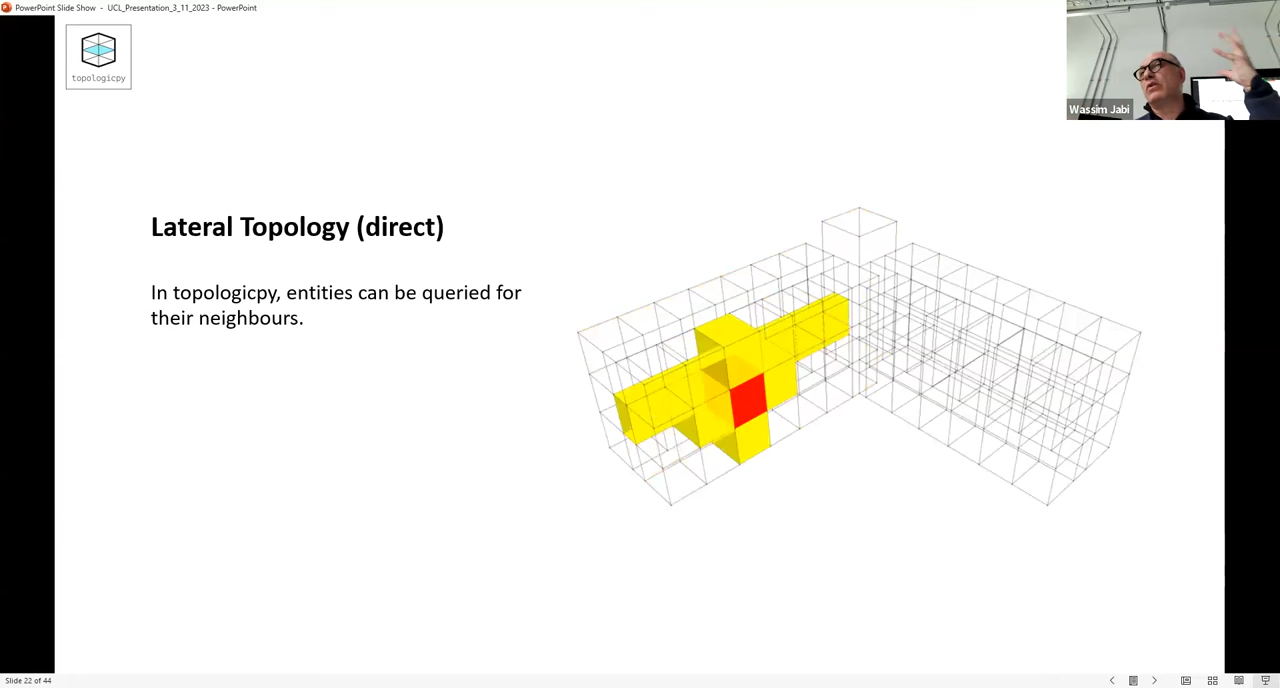 PowerPoint Slide Show - UCL_Presentation_3_11_2023 - PowerPoint
topologicpy
Wassim Jabi
Lateral Topology (direct)
In topologicpy, entities can be queried for
their neighbours.
Slide 22 of 44